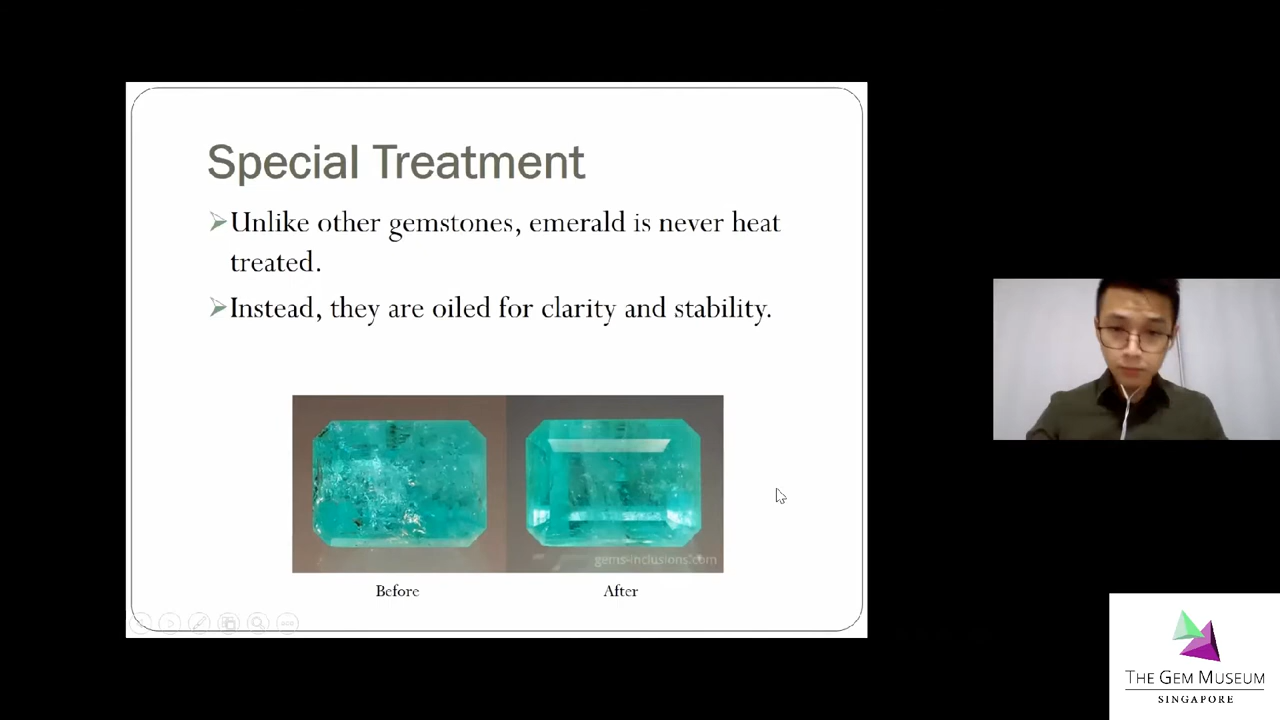 Special Treatment
Unlike other gemstones, emerald is never heat
treated.
Instead, they are oiled for clarity and stability.
gems-inclusions.com
Before
After
THE GEM MUSEUM
SINGAPORE